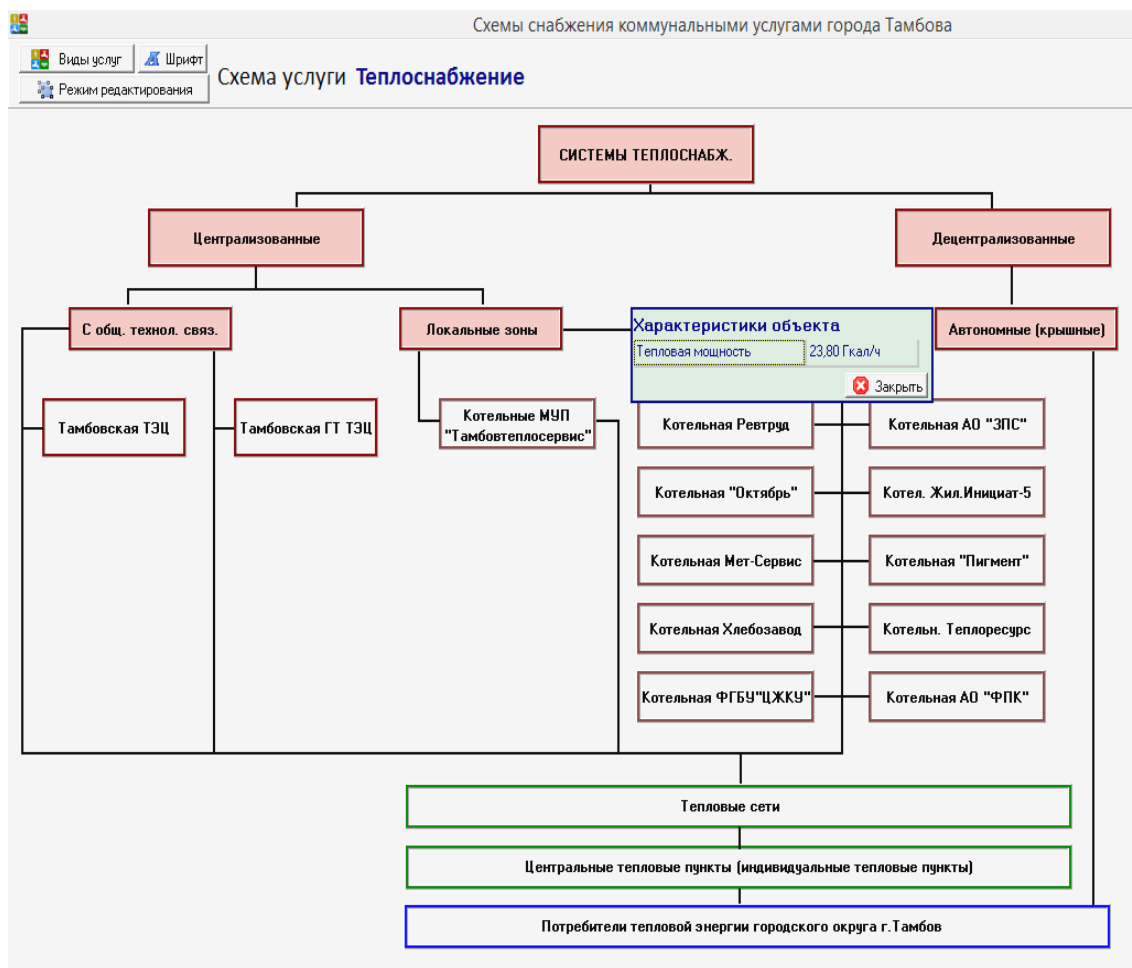 Схемы снабжения коммунальными услугами города Тамбова
Виды услуг
Шрифт
Режим редактирования
Схема услуги Теплоснабжение
СИСТЕМЫ ТЕПЛОСНАБЖ.
Централизованные
Децентрализованные
С общ. технол. связ.
Локальные зоны
Характеристики объекта
Тепловая мощность 23,80 Гкал/ч
Закрыть
Автономные (крышные)
Тамбовская ТЭЦ
Тамбовская ГТ ТЭЦ
Котельные МУП
"Тамбовтеплосервис"
Котельная Ревтруд
Котельная АО "ЗПС"
Котельная "Октябрь"
Котел. Жил.Инициат-5
Котельная Мет-Сервис
Котельная "Пигмент"
Котельная Хлебозавод
Котельн. Теплоресурс
Котельная ФГБУ"ЦЖКУ"
Котельная АО "ФПК"
Тепловые сети
Центральные тепловые пункты (индивидуальные тепловые пункты)
Потребители тепловой энергии городского округа г.Тамбов